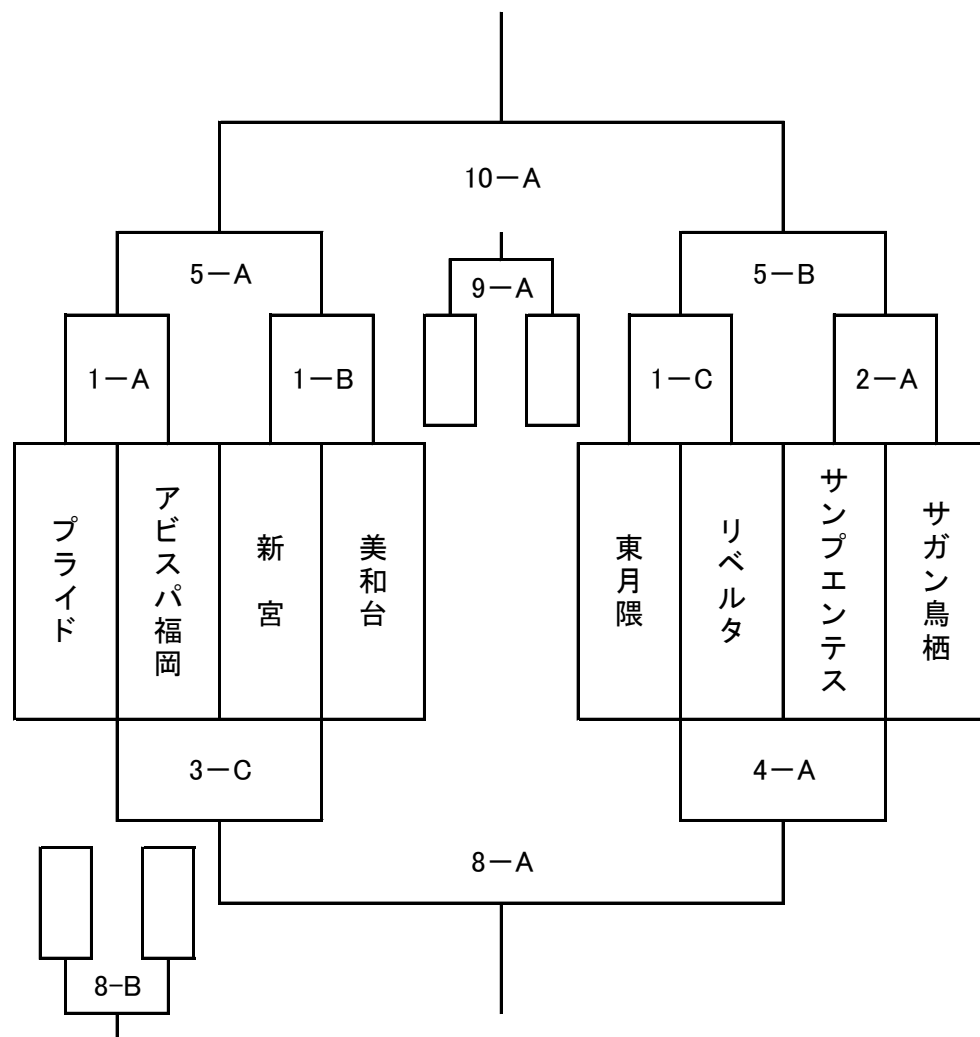 10－A
5－A
9－A
5－B
1－A
1－B
1－C
2－A
プライド
アビスパ福岡
新　宮
美和台
東月隈
リベルタ
サンプエンテス
サガン鳥栖
3－C
4－A
8－A
8-B